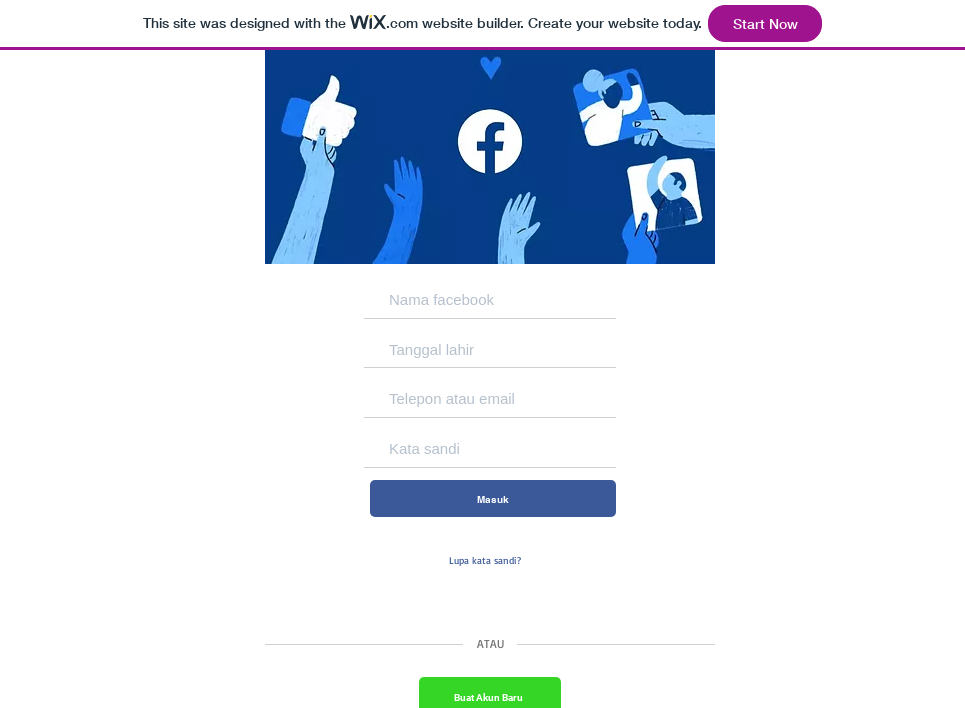 This site was designed with the WiX.com website builder. Create your website today.
Start Now
Nama facebook
Tanggal lahir
Telepon atau email
Kata sandi
Masuk
Lupa kata sandi?
ATAU
Buat Akun Baru